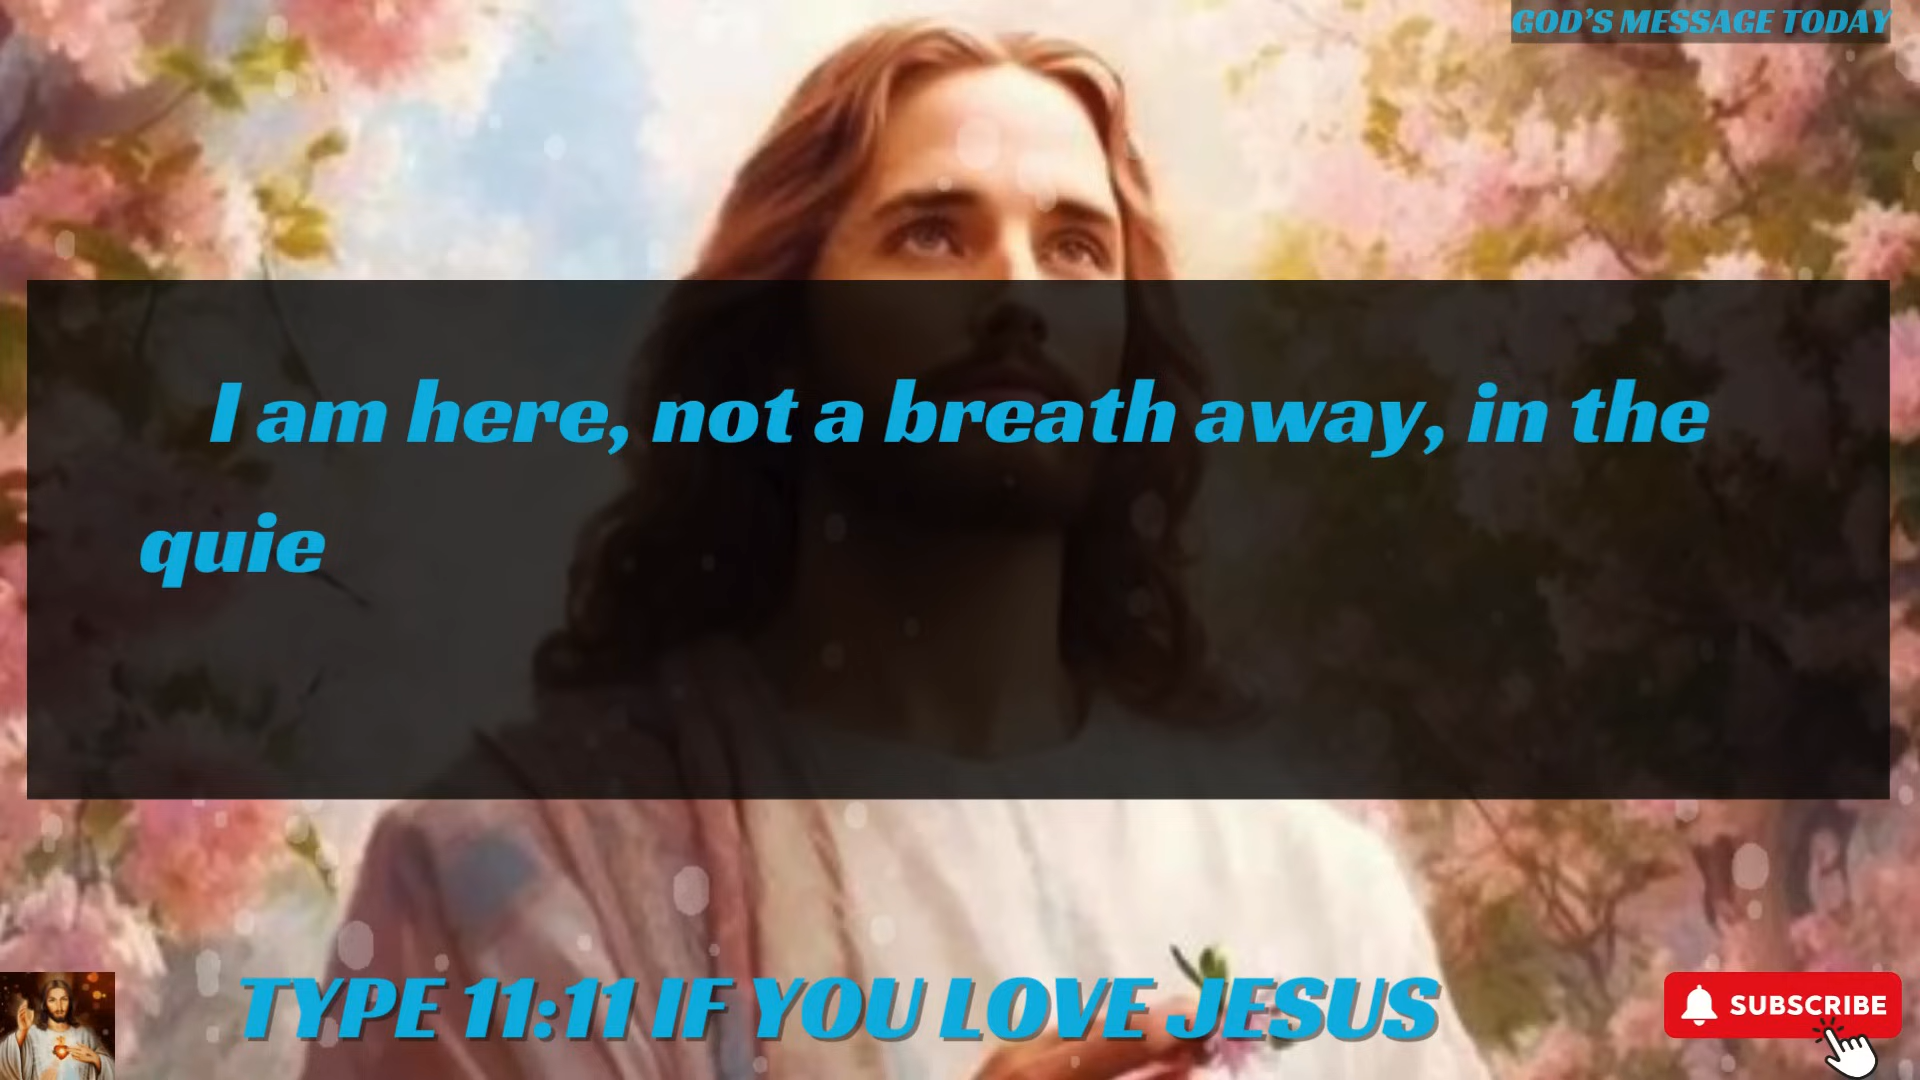 GOD'S MESSAGE TODAY
I am here, not a breath away, in the
quie
TYPE 11:11 IF YOU LOVE JESUS
SUBSCRIBE